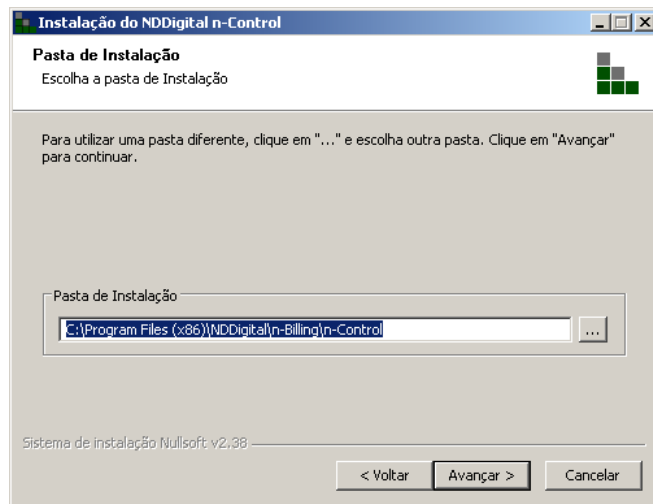 Instalação do NDDigital n-Control
Pasta de Instalação
Escolha a pasta de Instalação
Para utilizar uma pasta diferente, clique em "..." e escolha outra pasta. Clique em "Avançar"
para continuar.
Pasta de Instalação
C:\Program Files (x86)\NDDigital\n-Billing\n-Control
...
Sistema de instalação Nullsoft v2.38
< Voltar
Avançar >
Cancelar